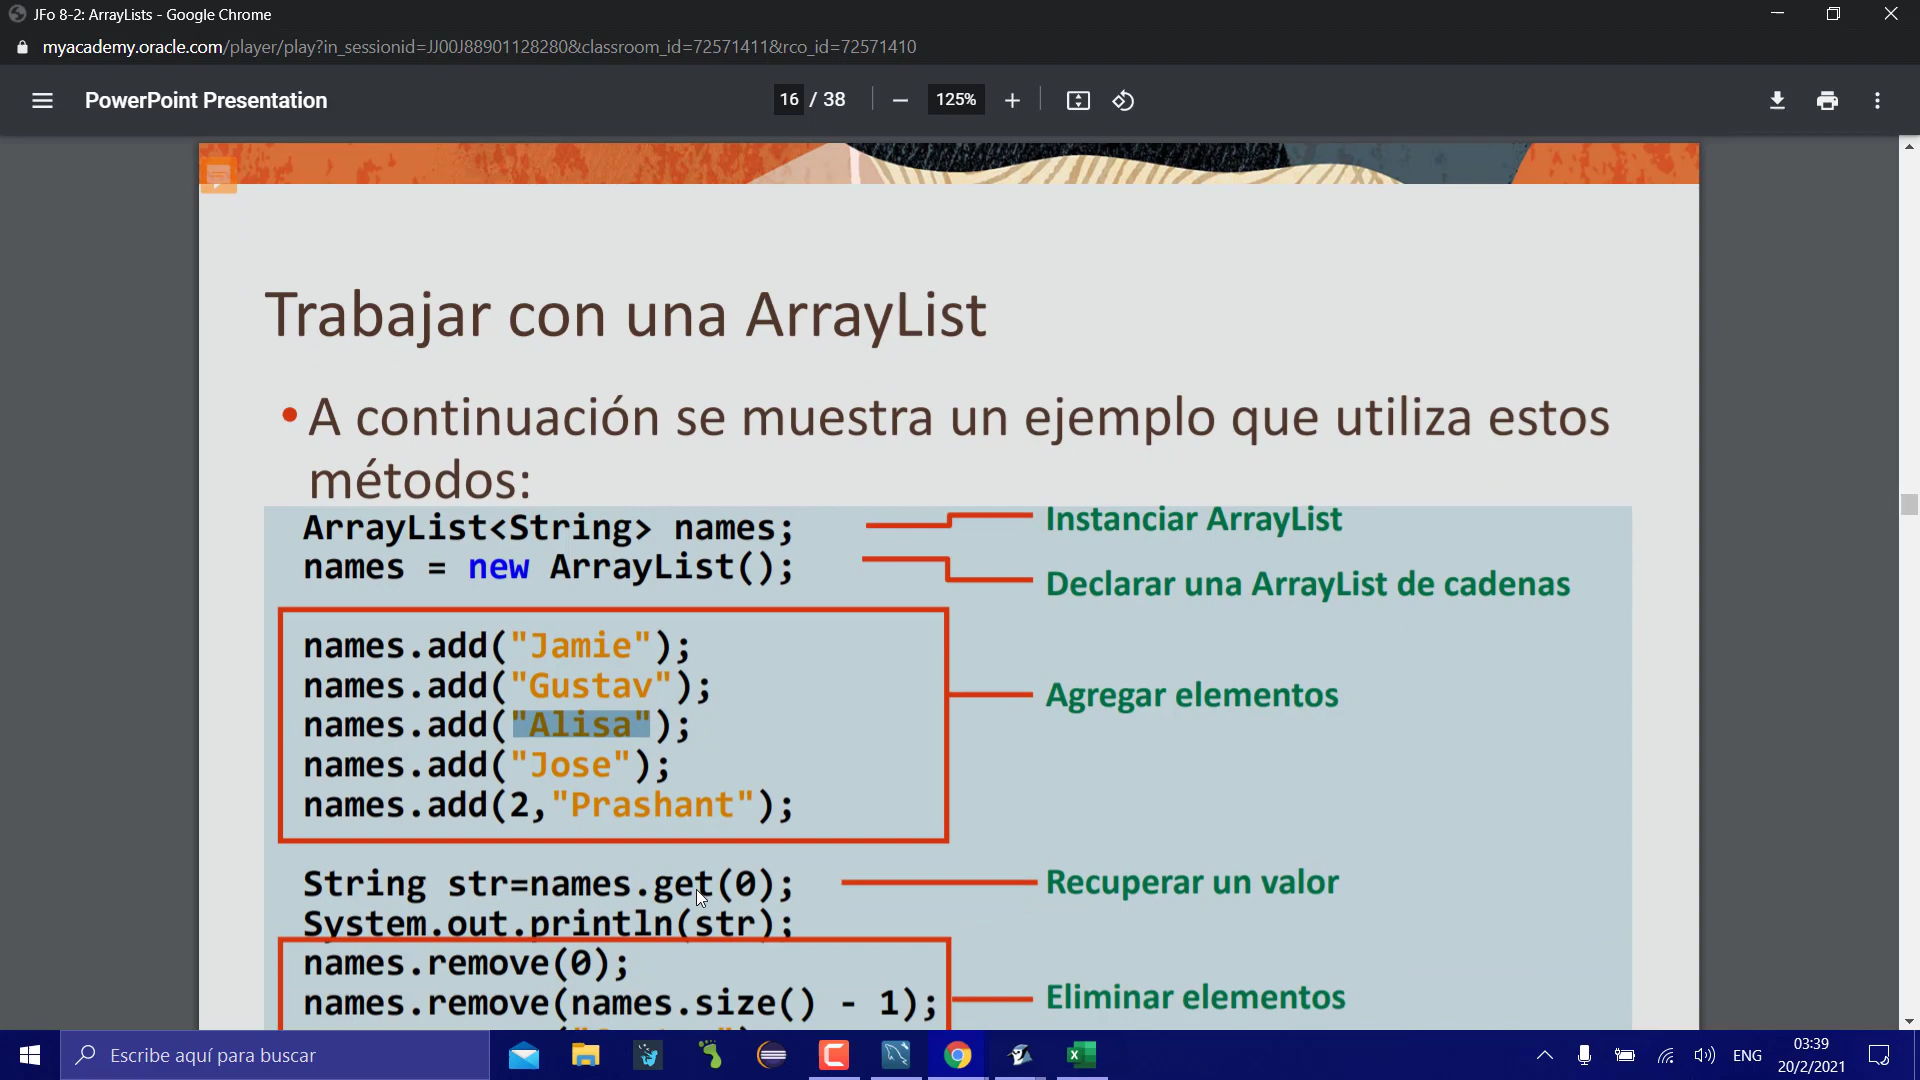 JFo 8-2: ArrayLists - Google Chrome
myacademy.oracle.com/player/play?in_sessionid=JJ00J88901128280&classroom_id=72571411&rco_id=72571410
PowerPoint Presentation
16 / 38
125%
Trabajar con una ArrayList
• A continuación se muestra un ejemplo que utiliza estos
métodos:
ArrayList<String> names;
Instanciar ArrayList
names = new ArrayList();
Declarar una ArrayList de cadenas
names.add("Jamie");
names.add("Gustav");
Agregar elementos
names.add("Alisa");
names.add("Jose");
names.add(2,"Prashant");
String str=names.get(0);
Recuperar un valor
System.out.println(str);
names.remove(0);
names.remove(names.size() - 1);
Eliminar elementos
Escribe aquí para buscar
ENG
03:39
20/2/2021